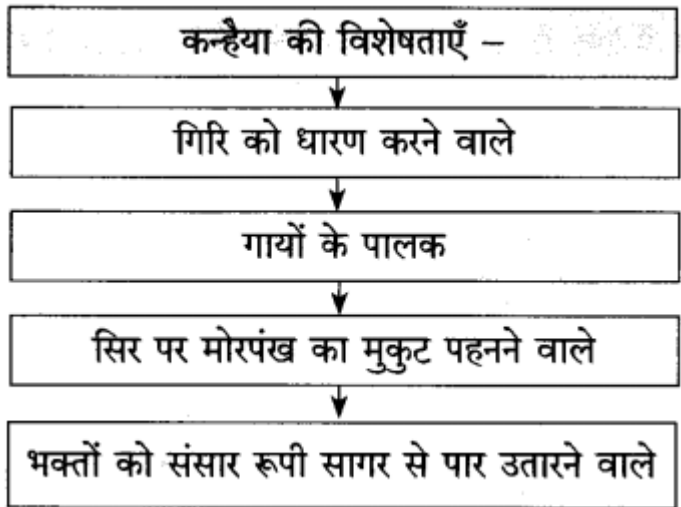 कन्हैया की विशेषताएँ –
गिरि को धारण करने वाले
गायों के पालक
सिर पर मोरपंख का मुकुट पहनने वाले
भक्तों को संसार रूपी सागर से पार उतारने वाले